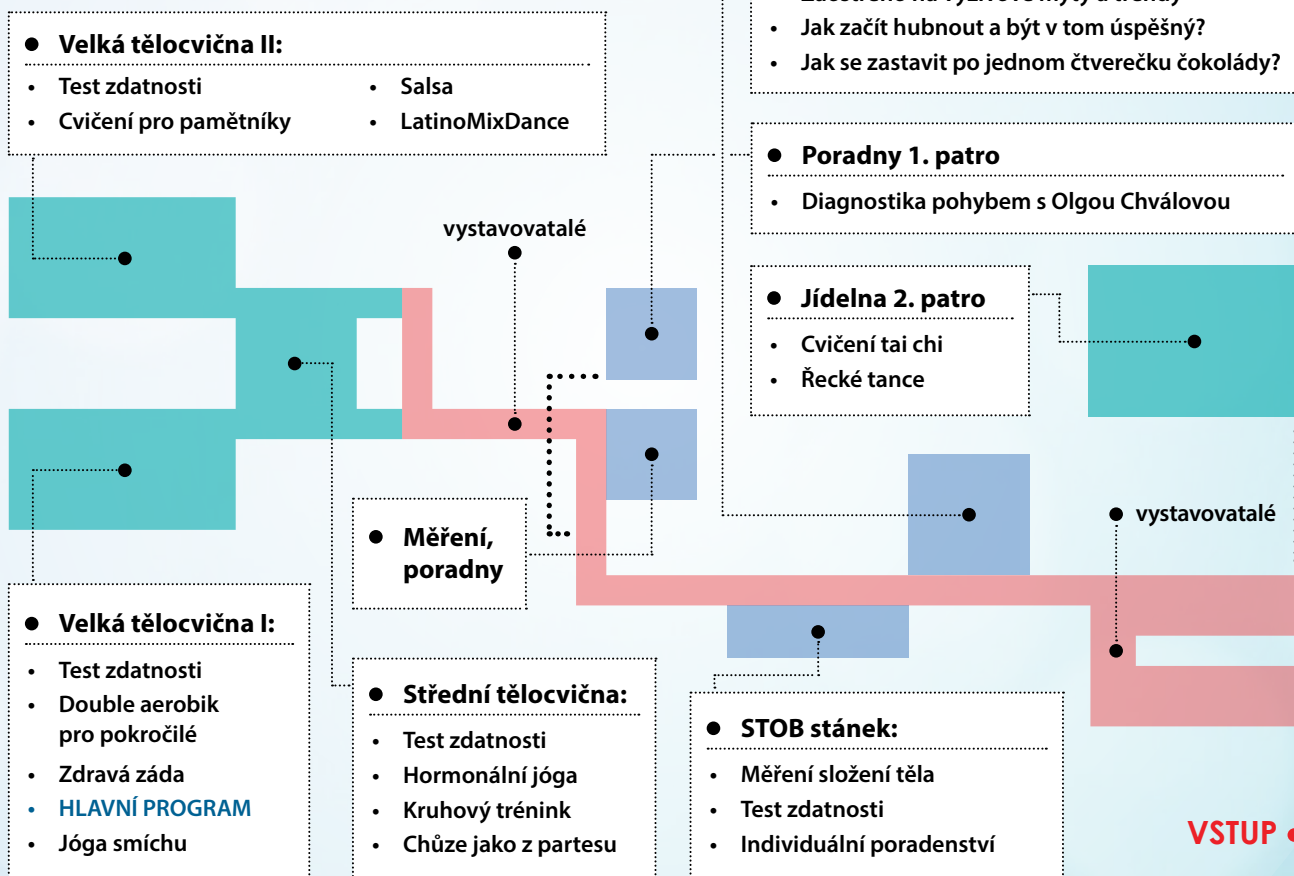 Velká tělocvična II:
• Test zdatnosti
• Cvičení pro pamětníky
• Salsa
• LatinoMixDance
• Jak začít hubnout a být v tom úspěšný?
• Jak se zastavit po jednom čtverečku čokolády?
Poradny 1. patro
• Diagnostika pohybem s Olgou Chválovou
vystavovatalé
Jídelna 2. patro
• Cvičení tai chi
• Řecké tance
vystavovatalé
Měření,
poradny
Velká tělocvična I:
• Test zdatnosti
• Double aerobik
pro pokročilé
• Zdravá záda
• HLAVNÍ PROGRAM
• Jóga smíchu
Střední tělocvična:
• Test zdatnosti
• Hormonální jóga
• Kruhový trénink
• Chůze jako z partesu
STOB stánek:
• Měření složení těla
• Test zdatnosti
• Individuální poradenství
VSTUP